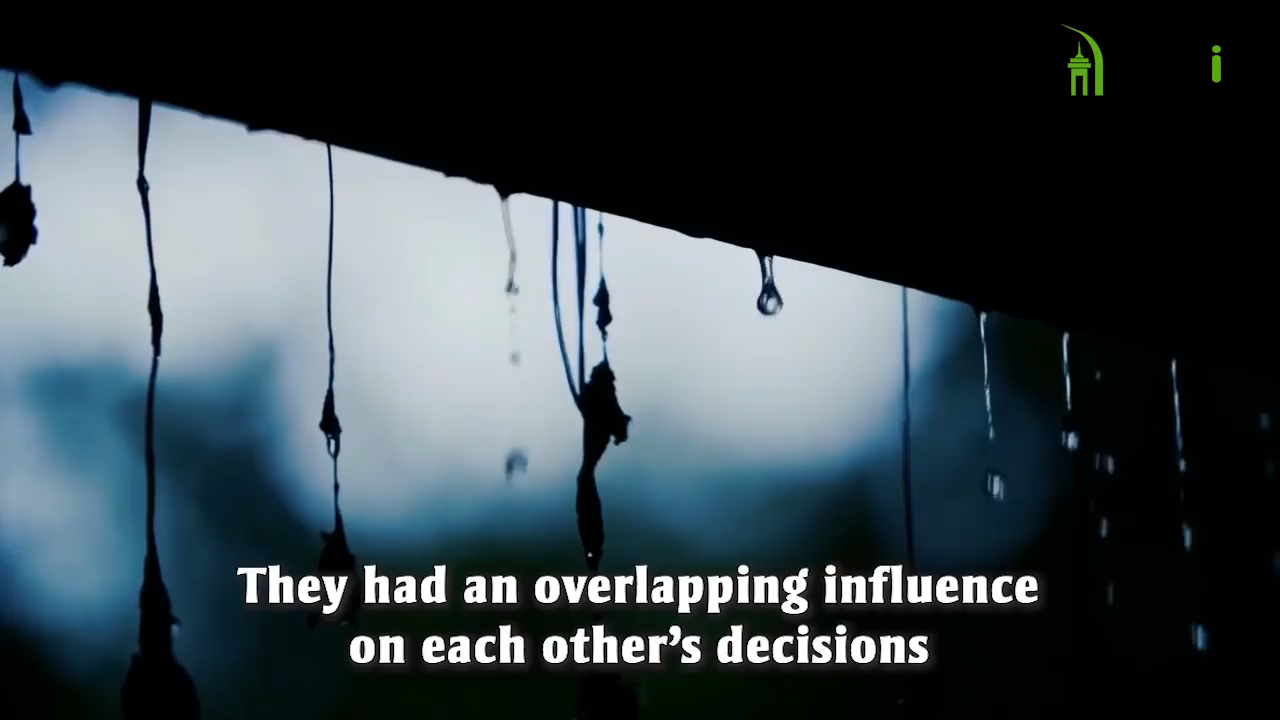 They had an overlapping influence
on each other’s decisions